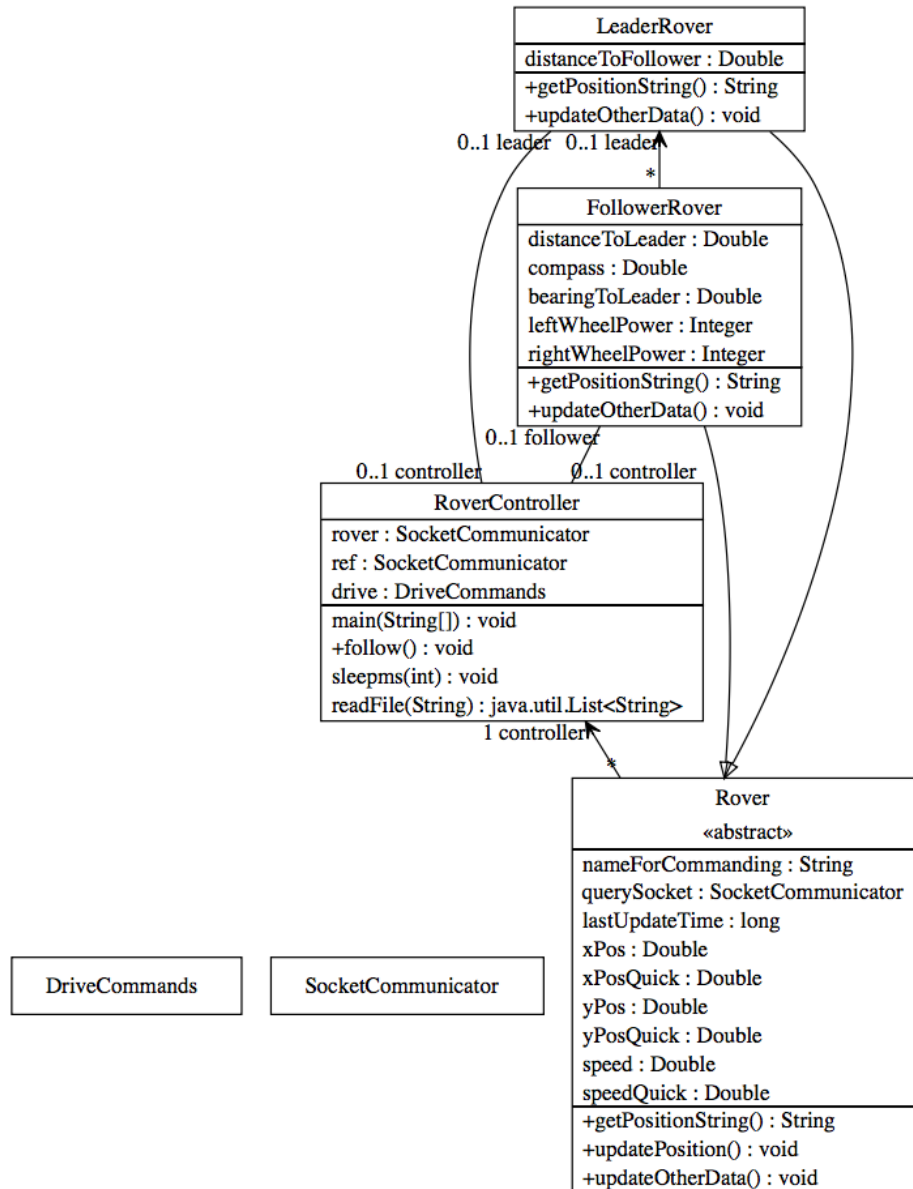 LeaderRover
distanceToFollower : Double
+getPositionString() : String
+updateOtherData() : void
0..1 leader
0..1 leader
*
FollowerRover
distanceToLeader : Double
compass : Double
bearingToLeader : Double
leftWheelPower : Integer
rightWheelPower : Integer
+getPositionString() : String
+updateOtherData() : void
0..1 follower
0..1 controller
0..1 controller
RoverController
rover : SocketCommunicator
ref : SocketCommunicator
drive : DriveCommands
main(String[]) : void
+follow() : void
sleepms(int) : void
readFile(String) : java.util.List<String>
1 controller
*
Rover
«abstract»
nameForCommanding : String
querySocket : SocketCommunicator
lastUpdateTime : long
xPos : Double
xPosQuick : Double
yPos : Double
yPosQuick : Double
speed : Double
speedQuick : Double
+getPositionString() : String
+updatePosition() : void
+updateOtherData() : void
DriveCommands
SocketCommunicator